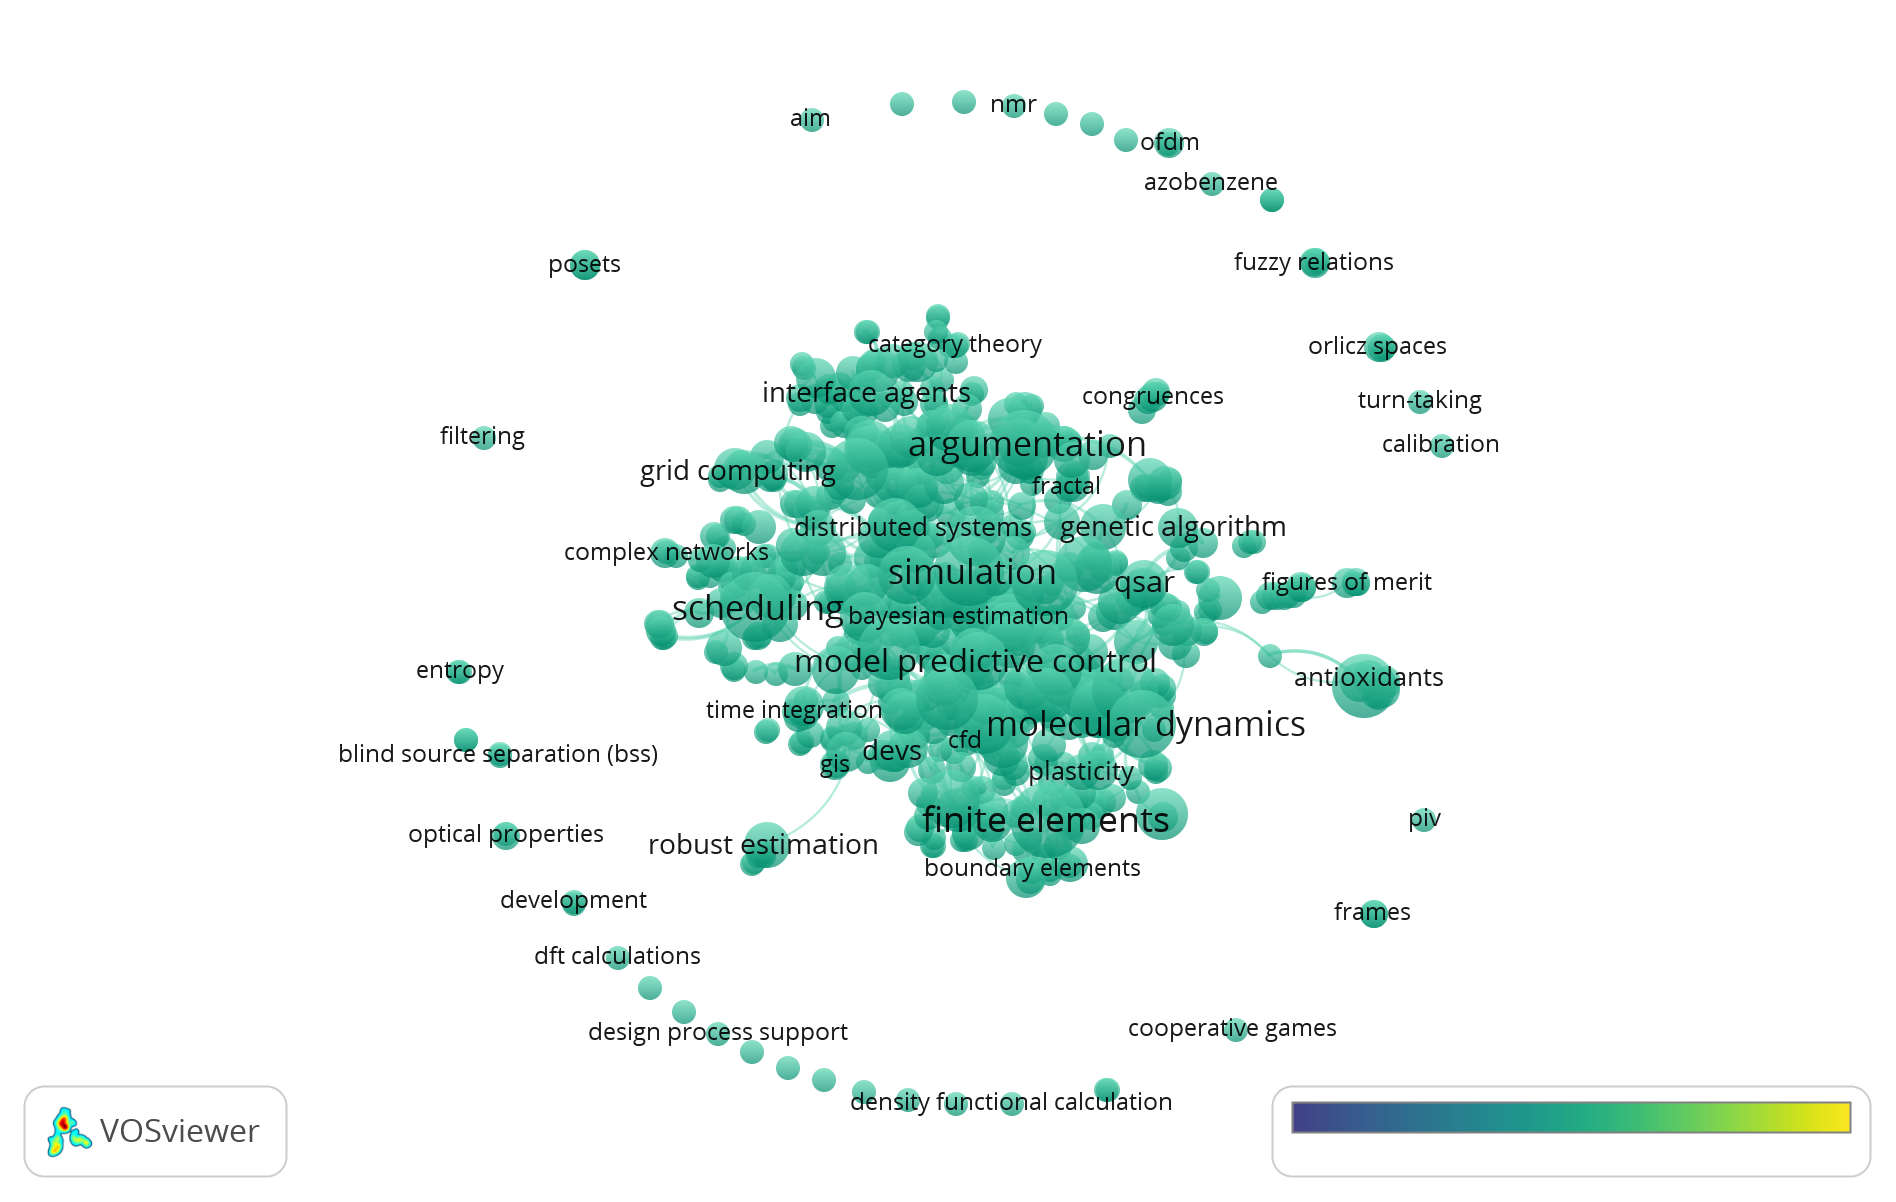 nmr
aim
ofdm
azobenzene
posets
fuzzy relations
category theory
orlicz spaces
interface agents
congruences
turn-taking
filtering
argumentation
calibration
grid computing
fractal
distributed systems
genetic algorithm
complex networks
simulation
qsar
figures of merit
scheduling
bayesian estimation
model predictive control
entropy
antioxidants
time integration
molecular dynamics
cfd
devs
blind source separation (bss)
gis
plasticity
finite elements
piv
optical properties
robust estimation
boundary elements
development
frames
dft calculations
design process support
cooperative games
density functional calculation
VOSviewer